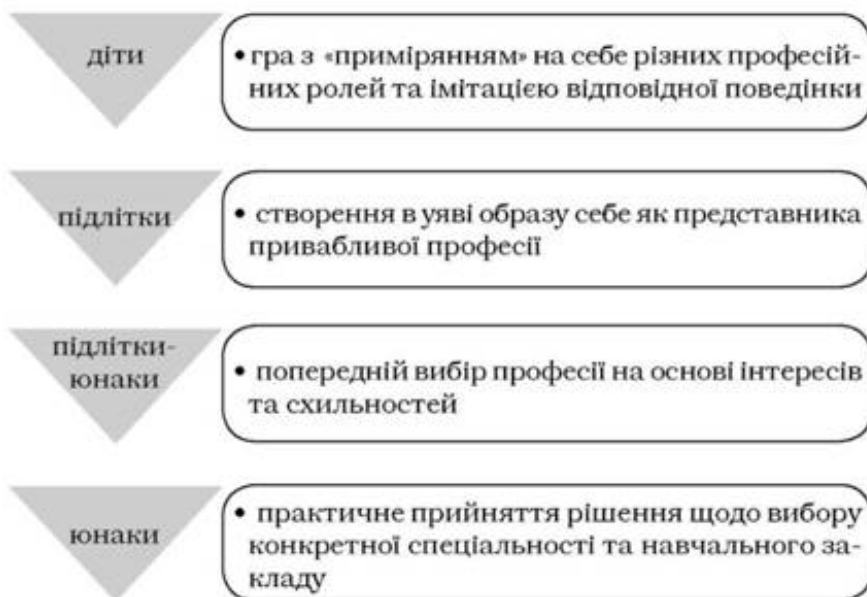 діти
• гра з «примірянням» на себе різних професій-
них ролей та імітацією відповідної поведінки
підлітки
• створення в уяві образу себе як представника
привабливої професії
підлітки-
юнаки
• попередній вибір професії на основі інтересів
та схильностей
юнаки
• практичне прийняття рішення щодо вибору
конкретної спеціальності та навчального за-
кладу